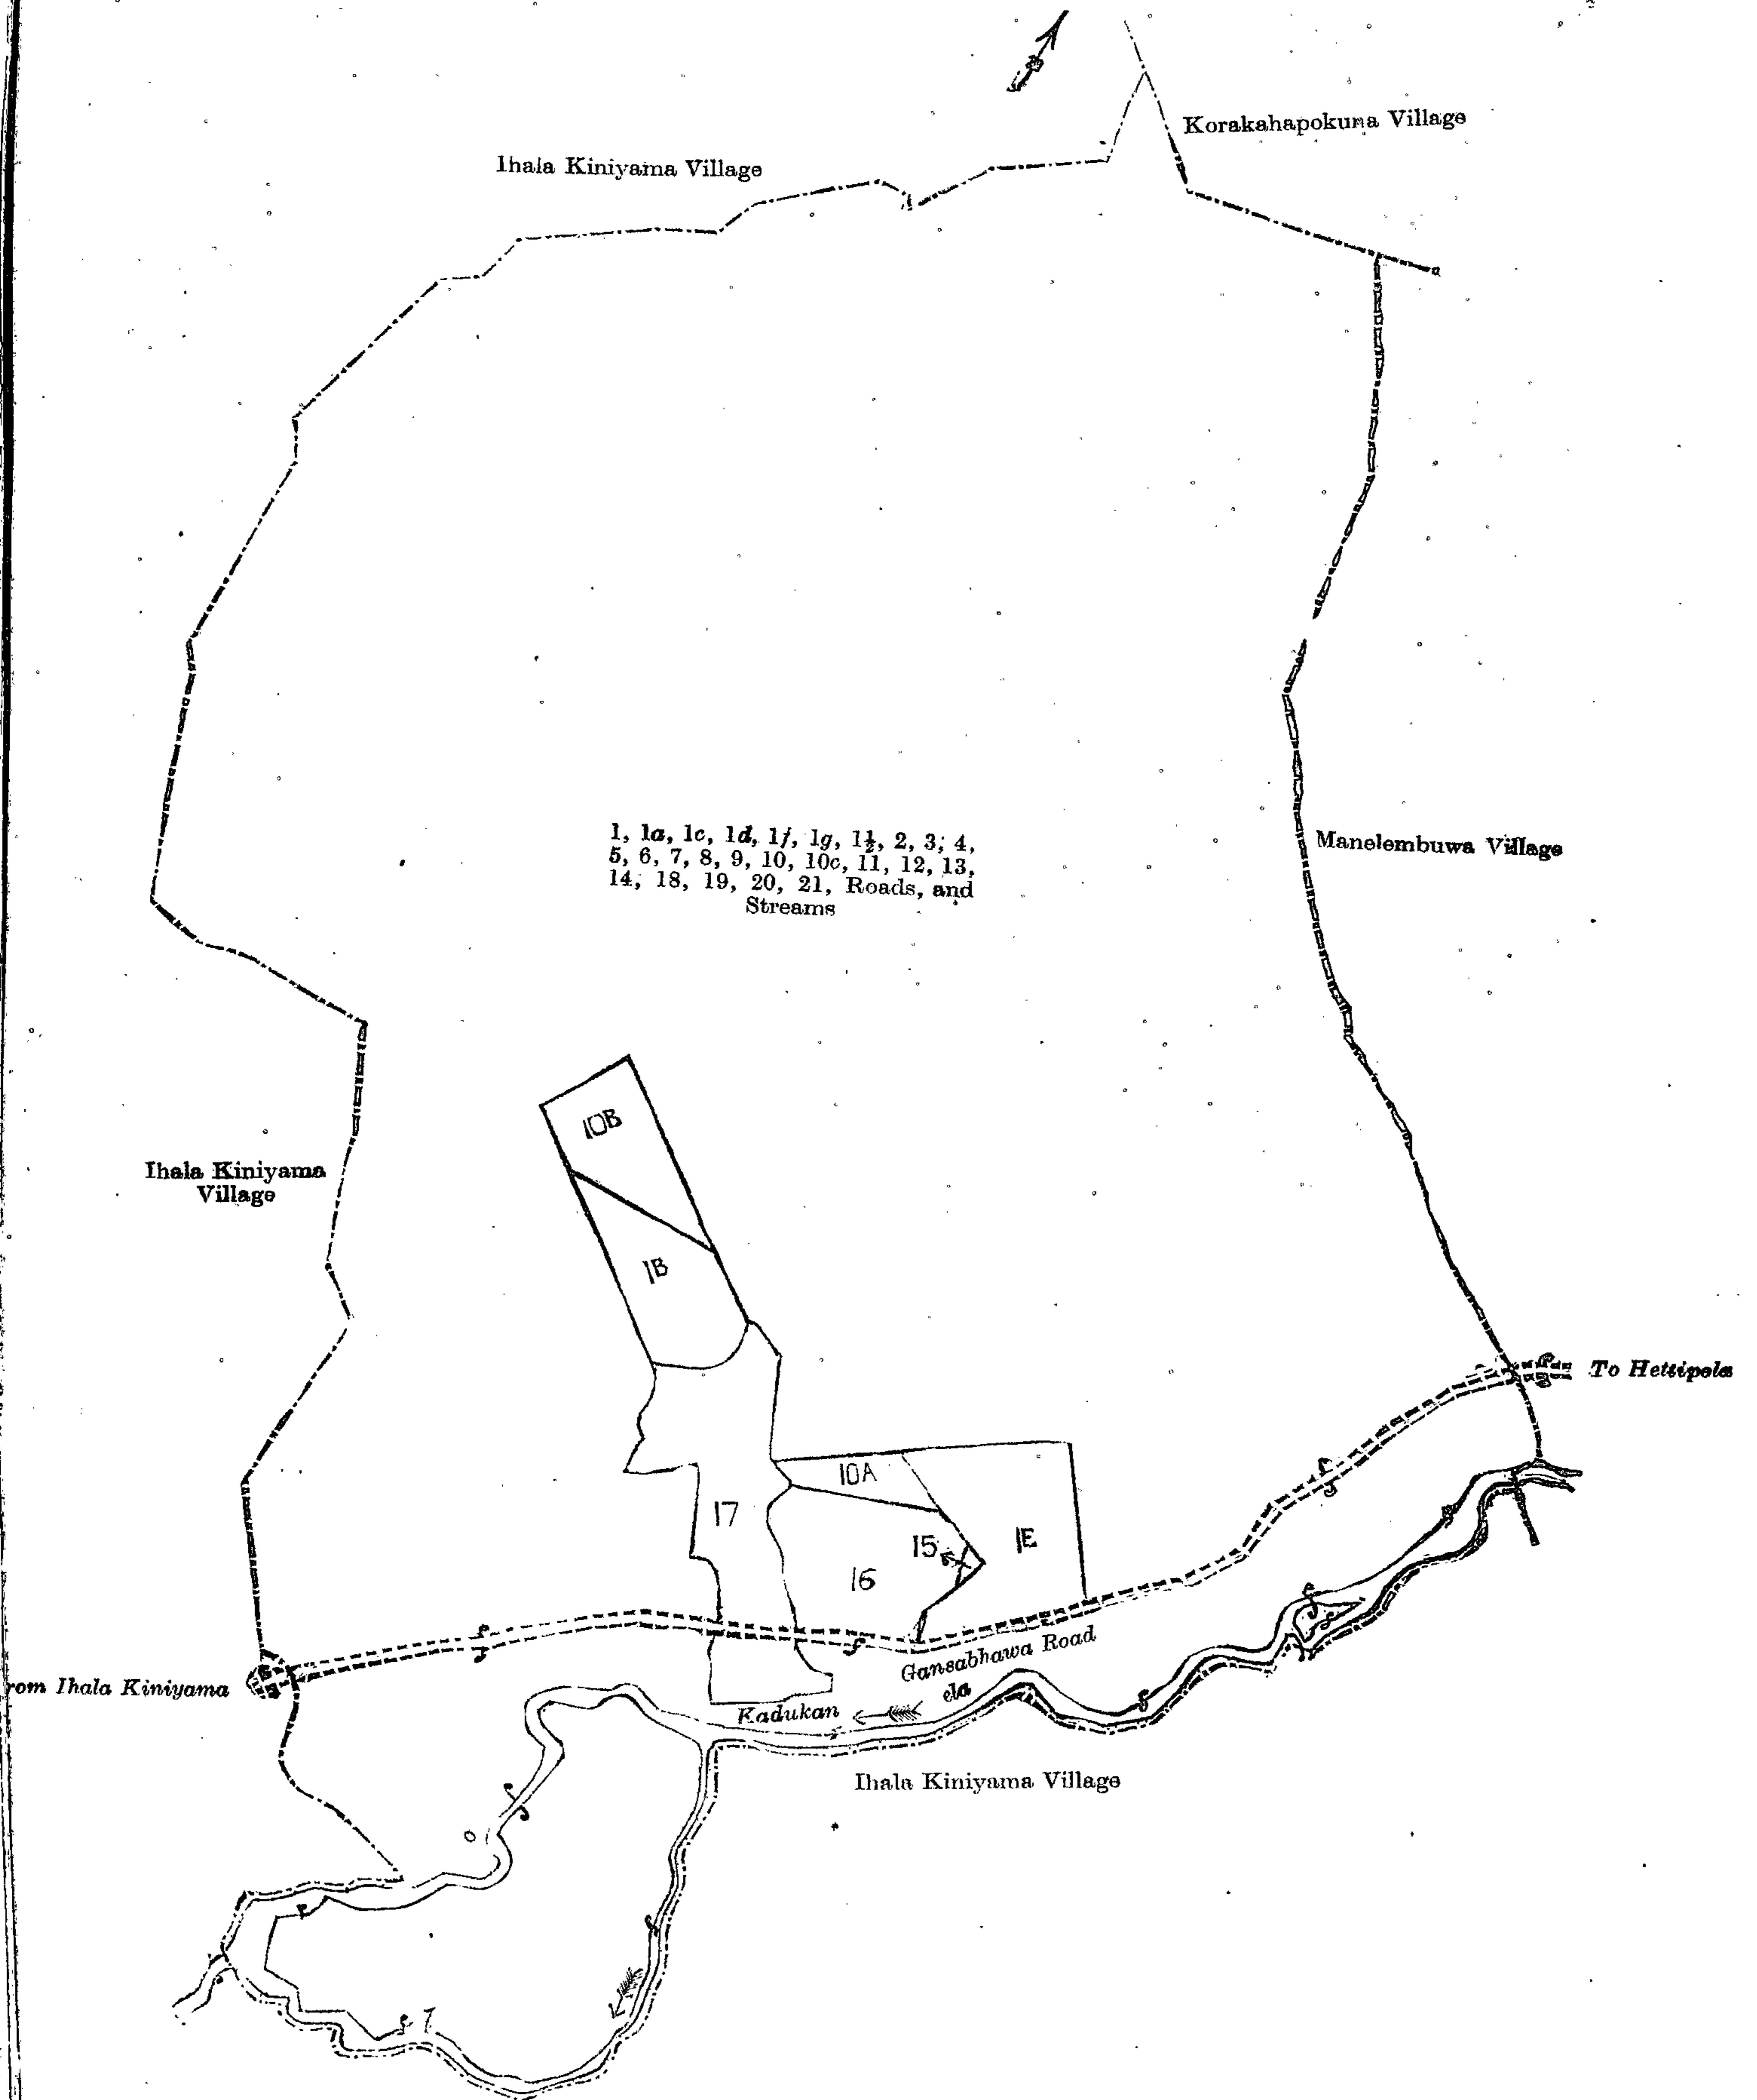 Korakahapokuna Village
Ihala Kiniyama Village
1, 1a, 1c, 1d, 1f, 1g, 1½, 2, 3, 4,
5, 6, 7, 8, 9, 10, 10c, 11, 12, 13,
14, 18, 19, 20, 21, Roads, and
Streams
Manelembuwa Village
10B
Ihala Kiniyama
Village
1B
To Hettipola
10A
17
15
1E
16
Gansabhawa Road
rom Ihala Kiniyama
Kadukan ela
Ihala Kiniyama Village